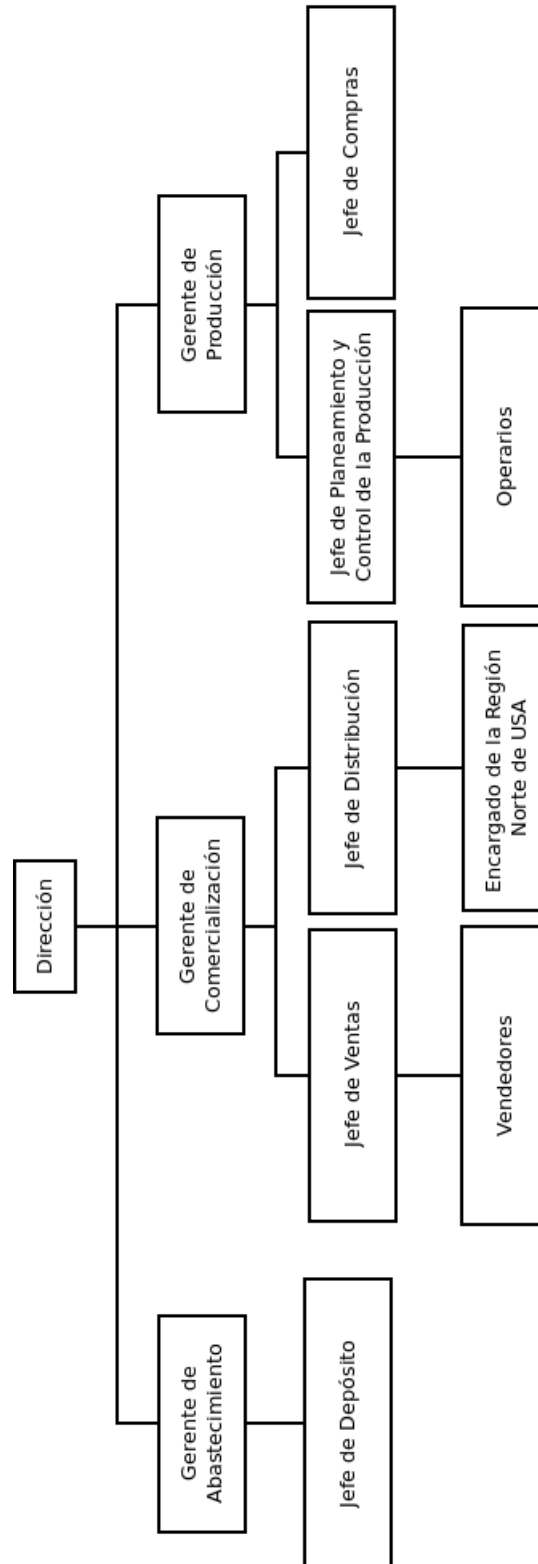 Dirección
Gerente de
Abastecimiento
Gerente de
Comercialización
Gerente de
Producción
Jefe de Depósito
Jefe de Ventas
Jefe de Distribución
Jefe de Planeamiento y
Control de la Producción
Jefe de Compras
Vendedores
Encargado de la Región
Norte de USA
Operarios